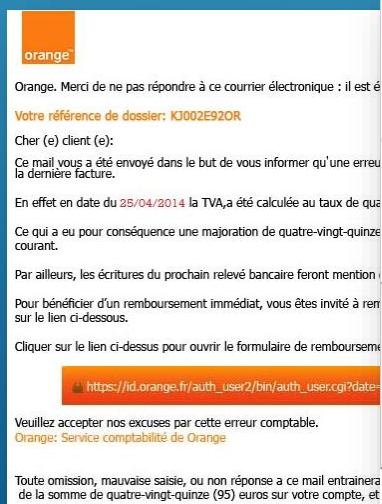 orange™
Orange. Merci de ne pas répondre à ce courrier électronique : il est é
Votre référence de dossier: KJ002E92OR
Cher (e) client (e):
Ce mail vous a été envoyé dans le but de vous informer qu'une erreu
la dernière facture.
En effet en date du 25/04/2014 la TVA,a été calculée au taux de qua
Ce qui a eu pour conséquence une majoration de quatre-vingt-quinze
courant.
Par ailleurs, les écritures du prochain relevé bancaire feront mention
Pour bénéficier d'un remboursement immédiat, vous êtes invité à rem
sur le lien ci-dessous.
Cliquer sur le lien ci-dessus pour ouvrir le formulaire de rembourseme
https://id.orange.fr/auth_user2/bin/auth_user.cgi?date=
Veuillez accepter nos excuses par cette erreur comptable.
Orange: Service comptabilité de Orange
Toute omission, mauvaise saisie, ou non réponse a ce mail entrainera
de la somme de quatre-vingt-quinze (95) euros sur votre compte, et